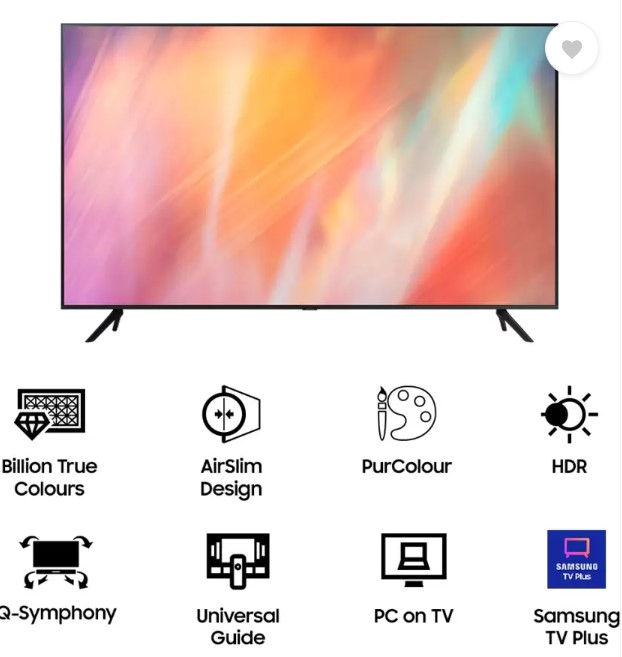 Billion True
Colours
AirSlim
Design
PurColour
HDR
SAMSUNG
TV Plus
Q-Symphony
Universal
Guide
PC on TV
Samsung
TV Plus